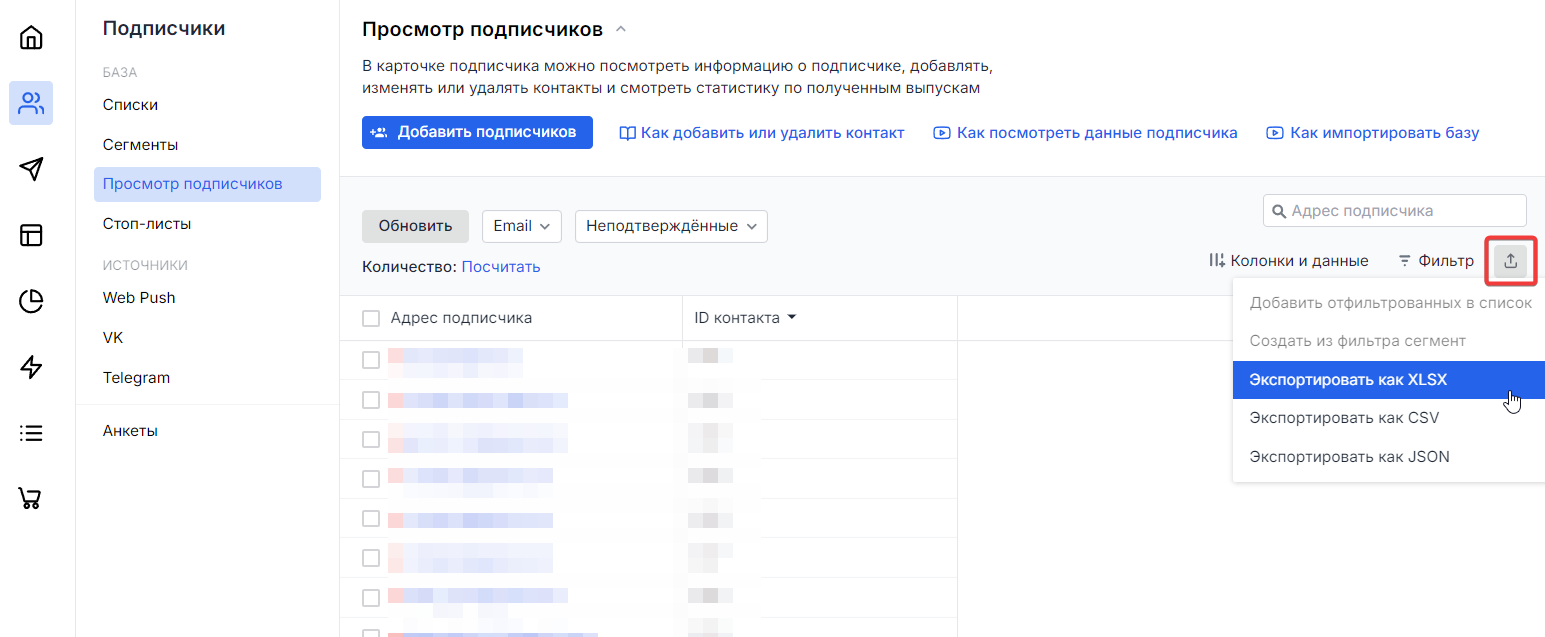 Подписчики
БАЗА
Списки
Сегменты
Просмотр подписчиков
Стоп-листы
ИСТОЧНИКИ
Web Push
VK
Telegram
Анкеты
Просмотр подписчиков
В карточке подписчика можно посмотреть информацию о подписчике, добавлять,
изменять или удалять контакты и смотреть статистику по полученным выпускам
Добавить подписчиков
Как добавить или удалить контакт
Как посмотреть данные подписчика
Как импортировать базу
Обновить
Email
Неподтверждённые
Адрес подписчика
Количество: Посчитать
Колонки и данные
Фильтр
Адрес подписчика
ID контакта
Добавить отфильтрованных в список
Создать из фильтра сегмент
Экспортировать как XLSX
Экспортировать как CSV
Экспортировать как JSON